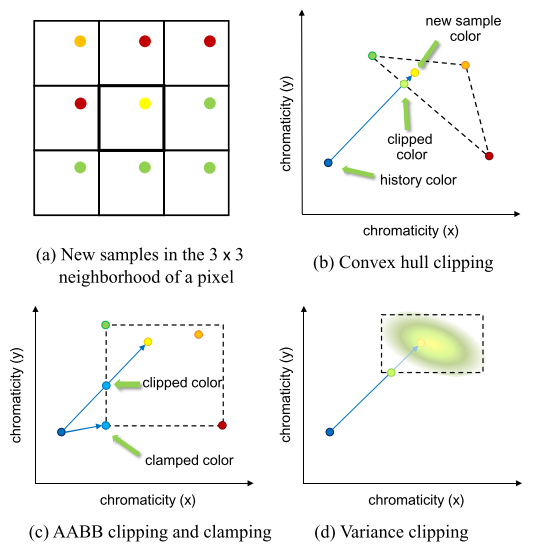 (a) New samples in the 3 x 3
neighborhood of a pixel
chromaticity (y)
new sample
color
clipped
color
history color
chromaticity (x)
(b) Convex hull clipping
chromaticity (y)
clipped color
clamped color
chromaticity (x)
(c) AABB clipping and clamping
chromaticity (y)
chromaticity (x)
(d) Variance clipping